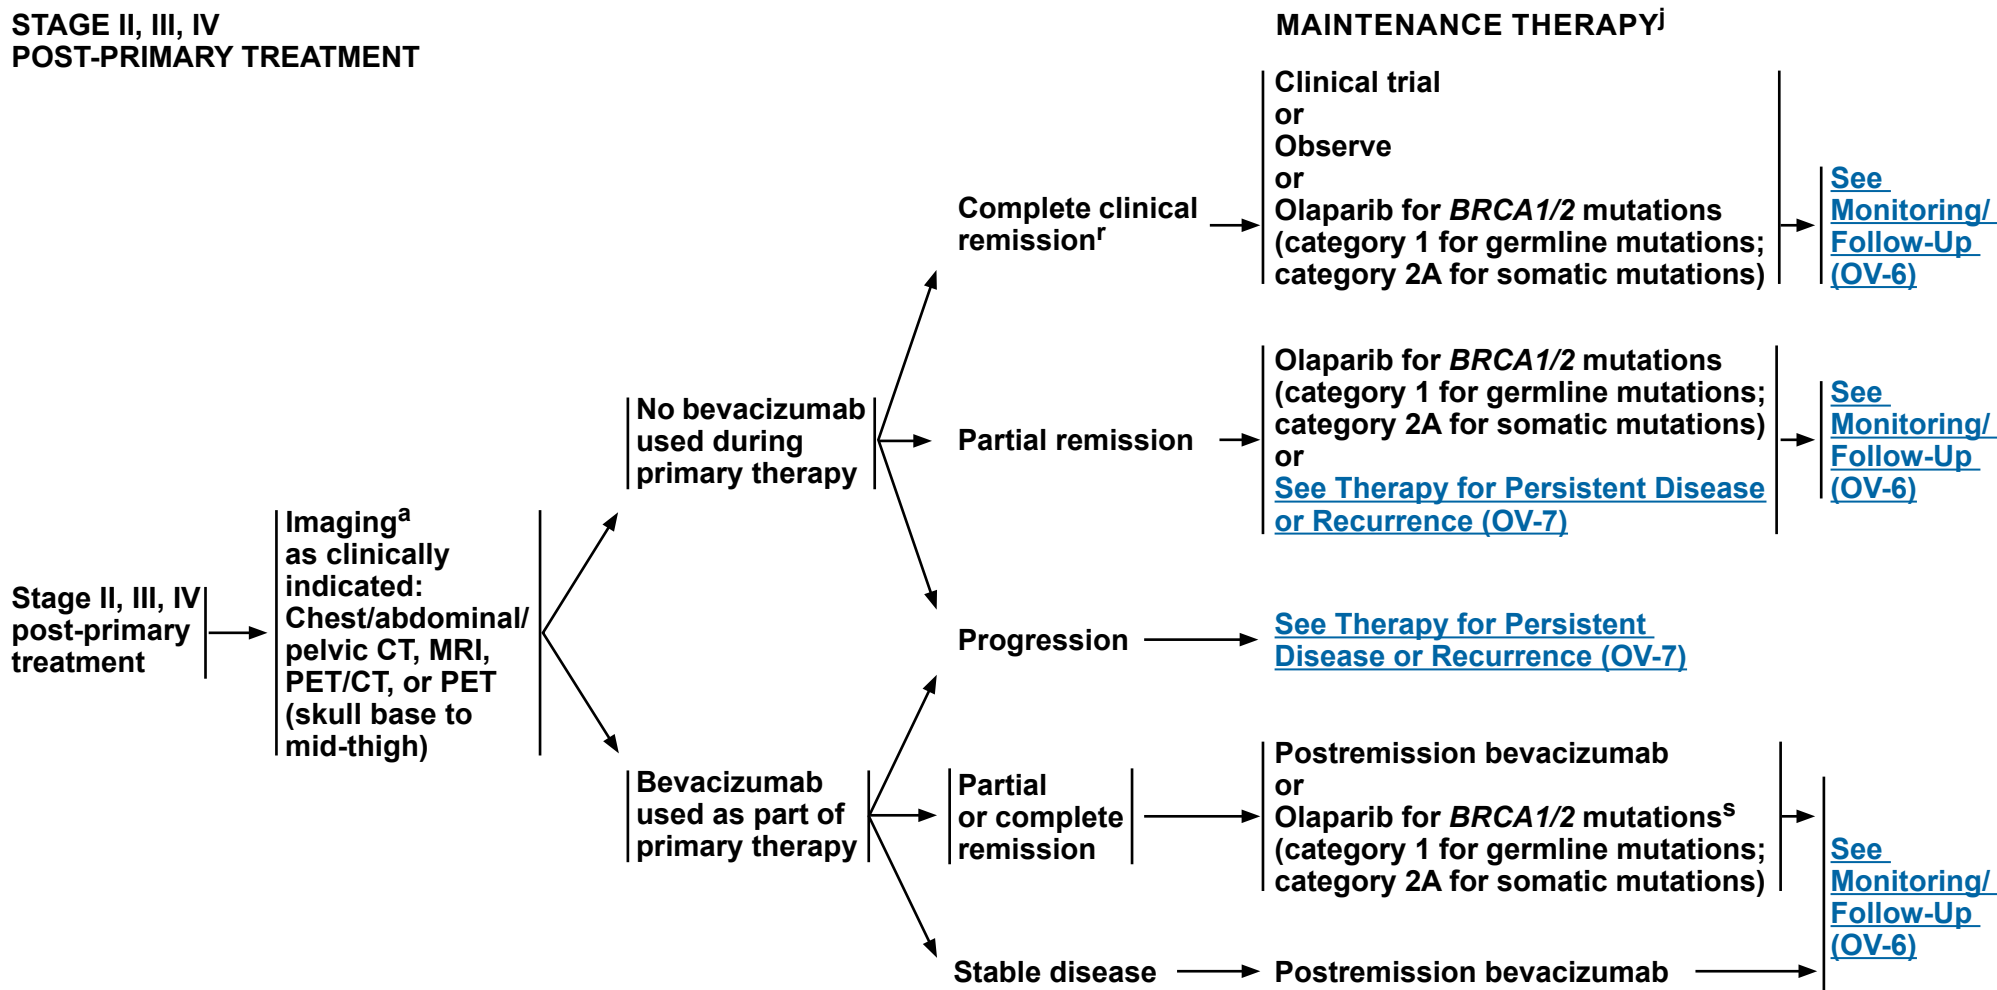 STAGE II, III, IV
POST-PRIMARY TREATMENT
MAINTENANCE THERAPYj
Stage II, III, IV
post-primary
treatment
Imaginga
as clinically
indicated:
Chest/abdominal/
pelvic CT, MRI,
PET/CT, or PET
(skull base to
mid-thigh)
No bevacizumab
used during
primary therapy
Complete clinical
remissionr
Clinical trial
or
Observe
or
Olaparib for BRCA1/2 mutations
(category 1 for germline mutations;
category 2A for somatic mutations)
See
Monitoring/
Follow-Up
(OV-6)
Partial remission
Olaparib for BRCA1/2 mutations
(category 1 for germline mutations;
category 2A for somatic mutations)
or
See Therapy for Persistent Disease
or Recurrence (OV-7)
See
Monitoring/
Follow-Up
(OV-6)
Progression
See Therapy for Persistent
Disease or Recurrence (OV-7)
Bevacizumab
used as part of
primary therapy
Partial
or complete
remission
Postremission bevacizumab
or
Olaparib for BRCA1/2 mutationss
(category 1 for germline mutations;
category 2A for somatic mutations)
Stable disease
Postremission bevacizumab
See
Monitoring/
Follow-Up
(OV-6)